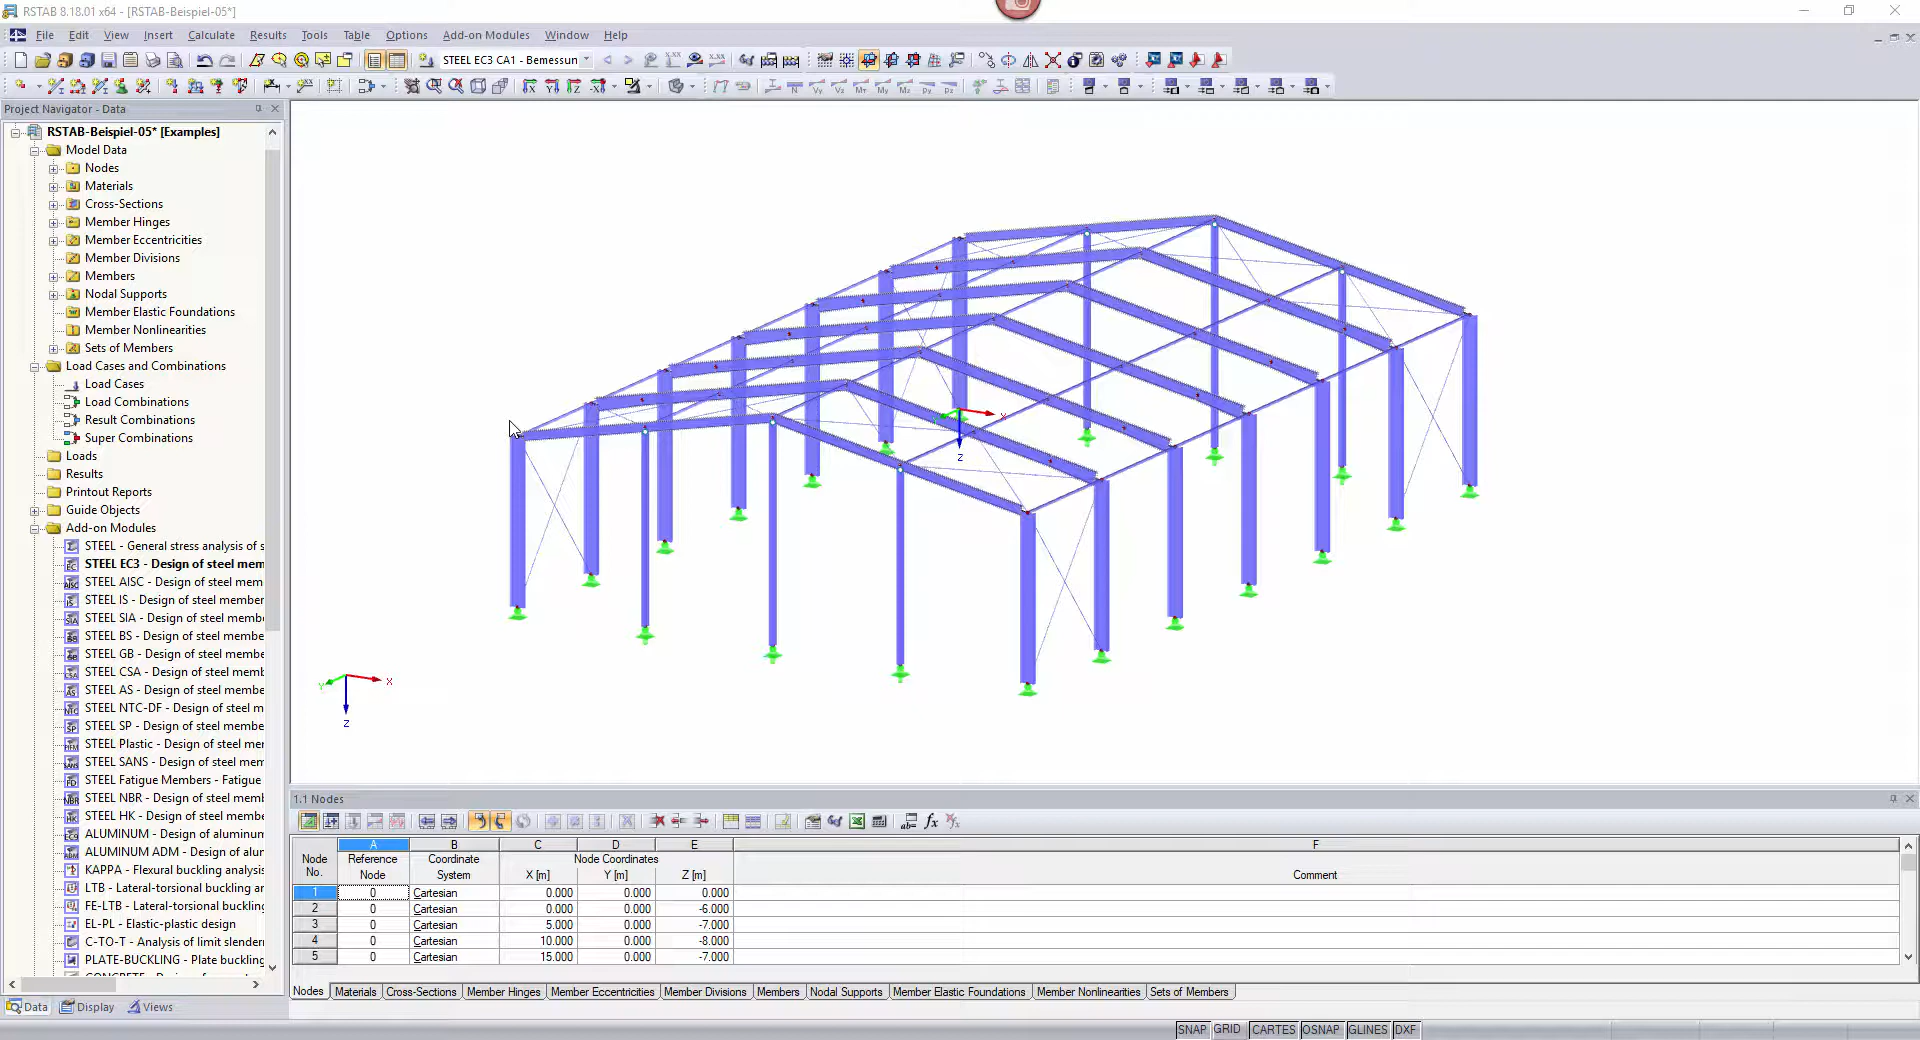 RSTAB 8.18.01 x64 - [RSTAB-Beispiel-05*]
File Edit View Insert Calculate Results Tools Table Options Add-on Modules Window Help
STEEL EC3 CA1 - Bemessun
Project Navigator - Data
RSTAB-Beispiel-05* [Examples]
Model Data
Nodes
Materials
Cross-Sections
Member Hinges
Member Eccentricities
Member Divisions
Members
Nodal Supports
Member Elastic Foundations
Member Nonlinearities
Sets of Members
Load Cases and Combinations
Load Cases
Load Combinations
Result Combinations
Super Combinations
Loads
Results
Printout Reports
Guide Objects
Add-on Modules
STEEL - General stress analysis of s
STEEL EC3 - Design of steel mem
STEEL AISC - Design of steel mem
STEEL IS - Design of steel membe
STEEL SIA - Design of steel membe
STEEL BS - Design of steel membe
STEEL GB - Design of steel membe
STEEL CSA - Design of steel memb
STEEL AS - Design of steel membe
STEEL NTC-DF - Design of steel m
STEEL SP - Design of steel membe
STEEL Plastic - Design of steel mer
STEEL SANS - Design of steel mem
STEEL Fatigue Members - Fatigue
STEEL NBR - Design of steel memb
STEEL HK - Design of steel membe
ALUMINUM - Design of aluminum
ALUMINUM ADM - Design of alur
KAPPA - Flexural buckling analysis
LTB - Lateral-torsional buckling ar
FE-LTB - Lateral-torsional buckling
EL-PL - Elastic-plastic design
C-TO-T - Analysis of limit slenderr
PLATE-BUCKLING - Plate buckling
Data Display Views
X
Z
Y
X
Z
1.1 Nodes
A B C D E F
Node Reference Coordinate Node Coordinates
No. Node System X [m] Y [m] Z [m] Comment
1 0 Cartesian 0.000 0.000 0.000
2 0 Cartesian 0.000 0.000 -6.000
3 0 Cartesian 5.000 0.000 -7.000
4 0 Cartesian 10.000 0.000 -8.000
5 0 Cartesian 15.000 0.000 -7.000
Nodes Materials Cross-Sections Member Hinges Member Eccentricities Member Divisions Members Nodal Supports Member Elastic Foundations Member Nonlinearities Sets of Members
SNAP GRID CARTES OSNAP GLINES DXF